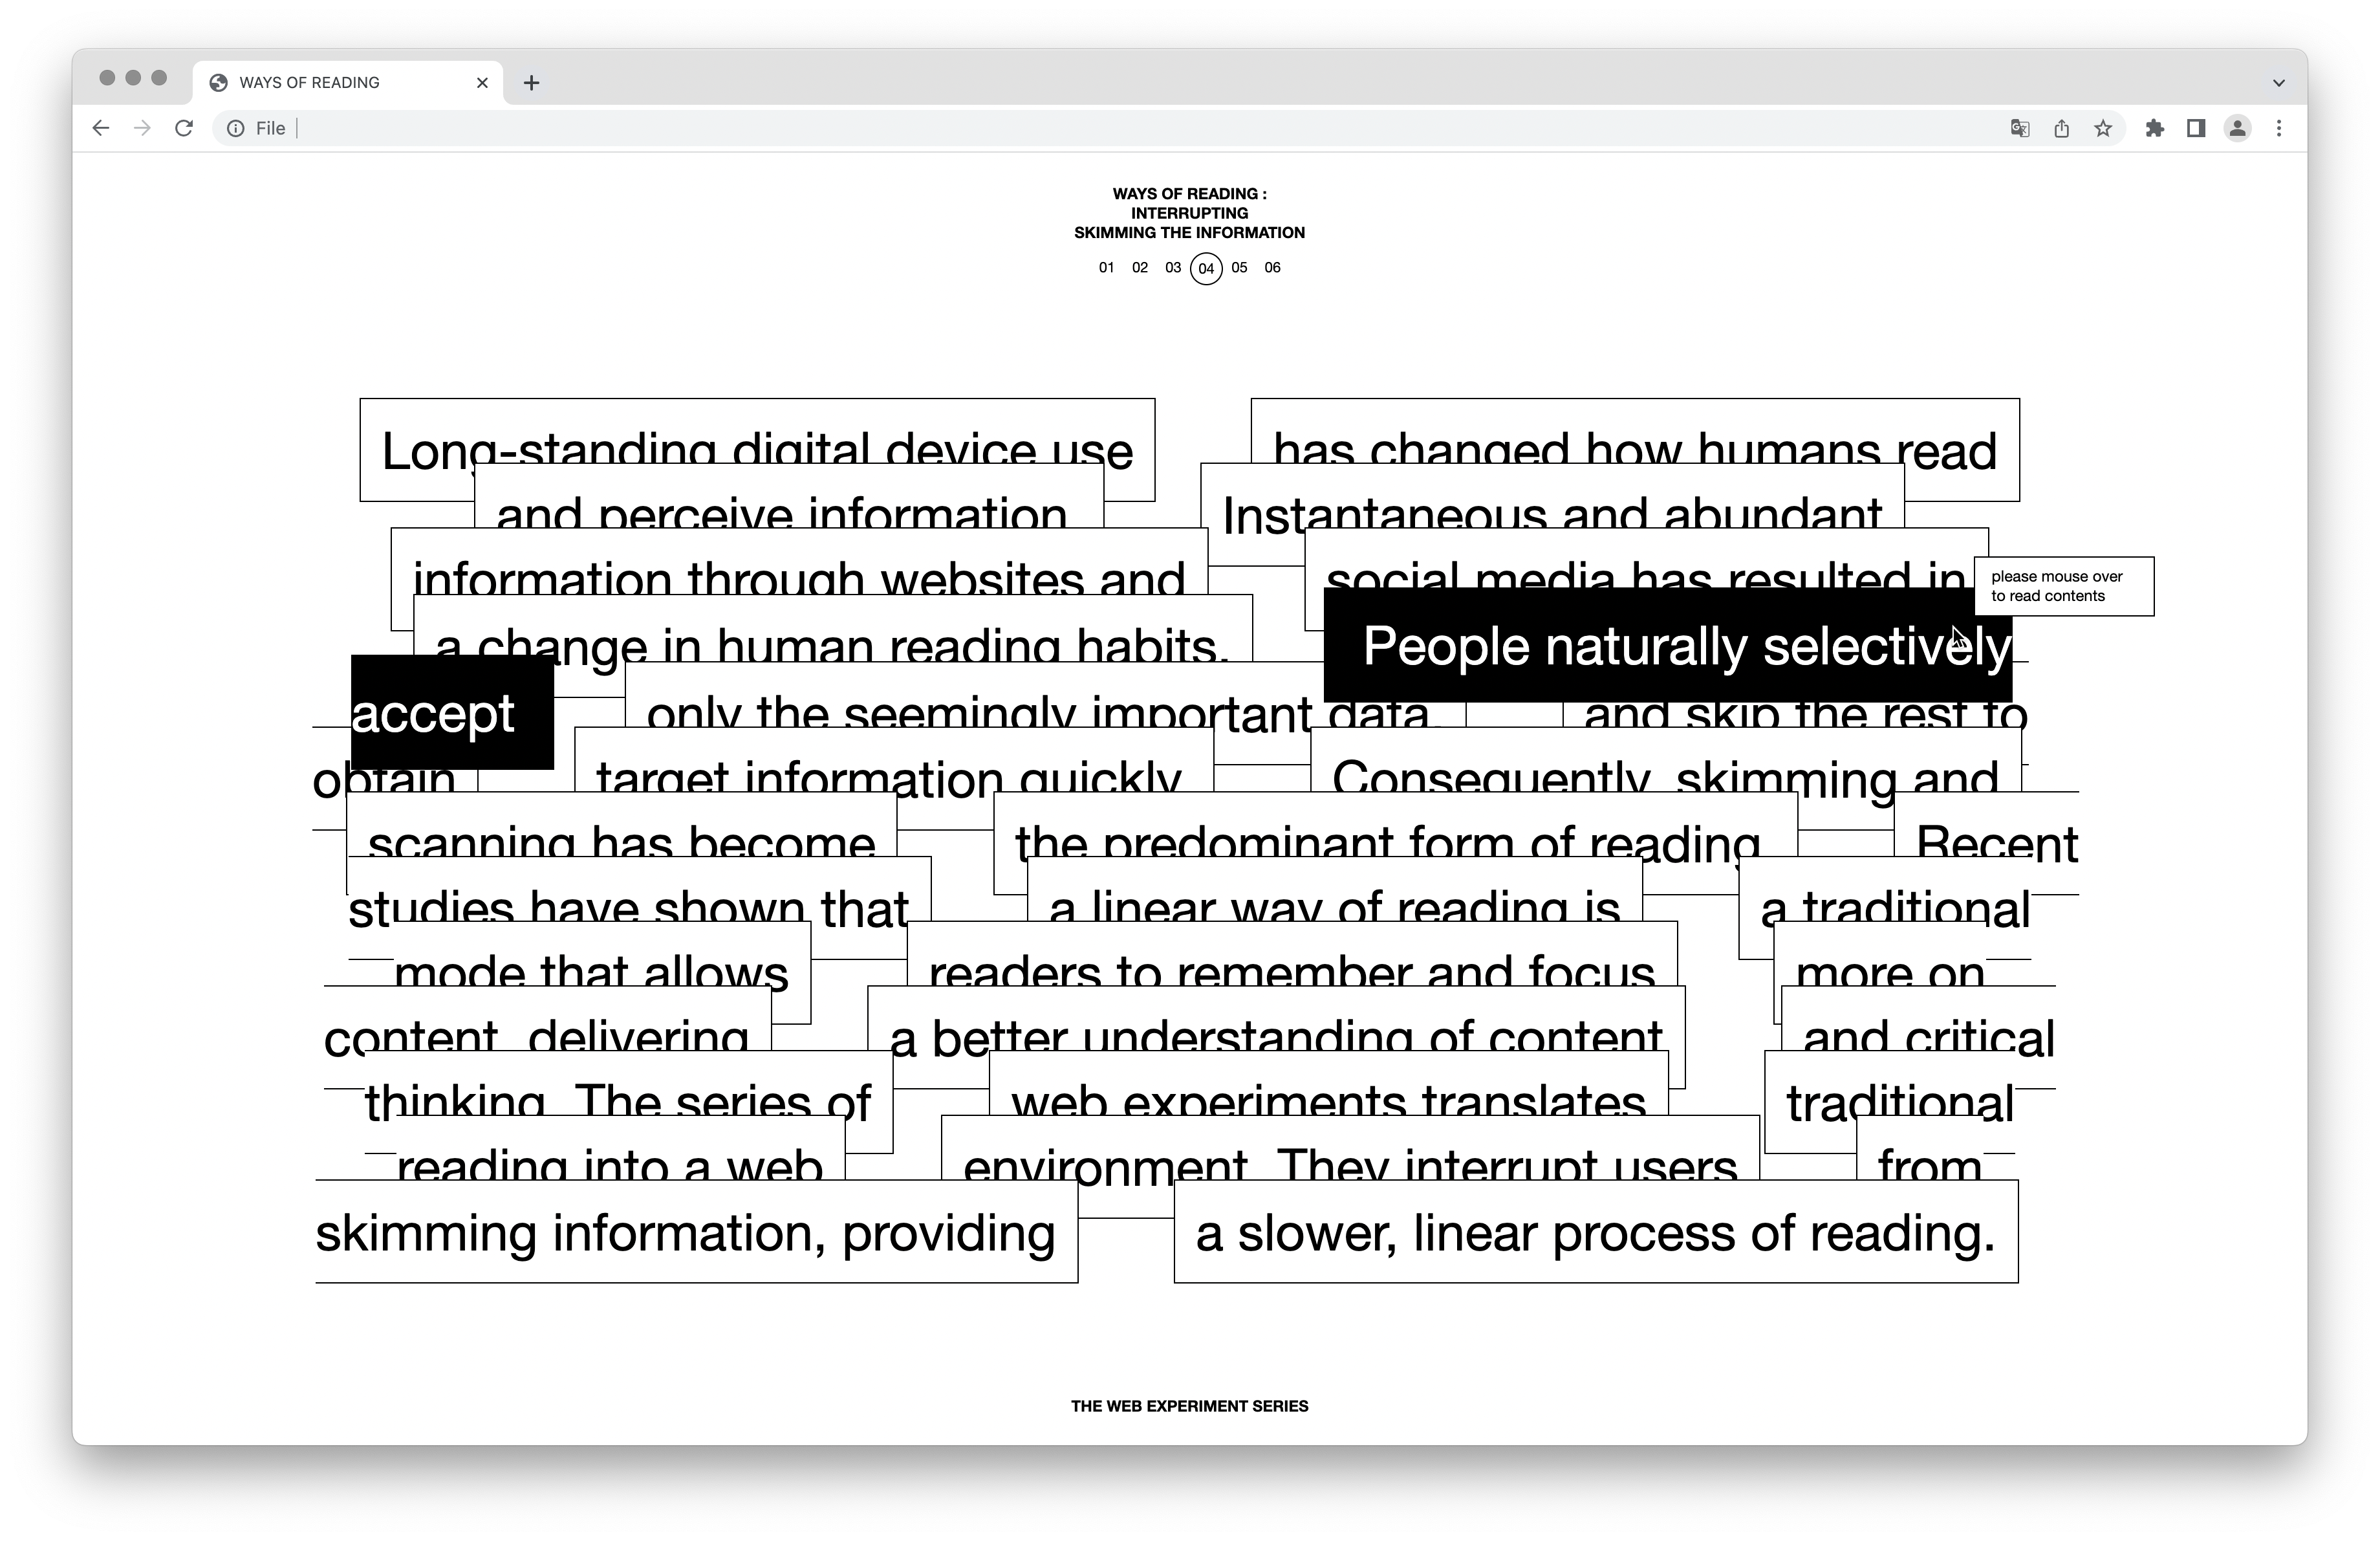 WAYS OF READING
File
WAYS OF READING :
INTERRUPTING
SKIMMING THE INFORMATION
01 02 03 04 05 06
Long-standing digital device use has changed how humans read
and perceive information Instantaneous and abundant
information through websites and social media has resulted in
please mouse over
to read contents
a change in human reading habits. People naturally selectively
accept only the seemingly important data, and skip the rest to
obtain target information quickly Consequently skimming and
scanning has become the predominant form of reading Recent
studies have shown that a linear way of reading is a traditional
mode that allows readers to remember and focus more on
content delivering a better understanding of content and critical
thinking The series of web experiments translates traditional
reading into a web environment They interrupt users from
skimming information, providing a slower, linear process of reading.
THE WEB EXPERIMENT SERIES